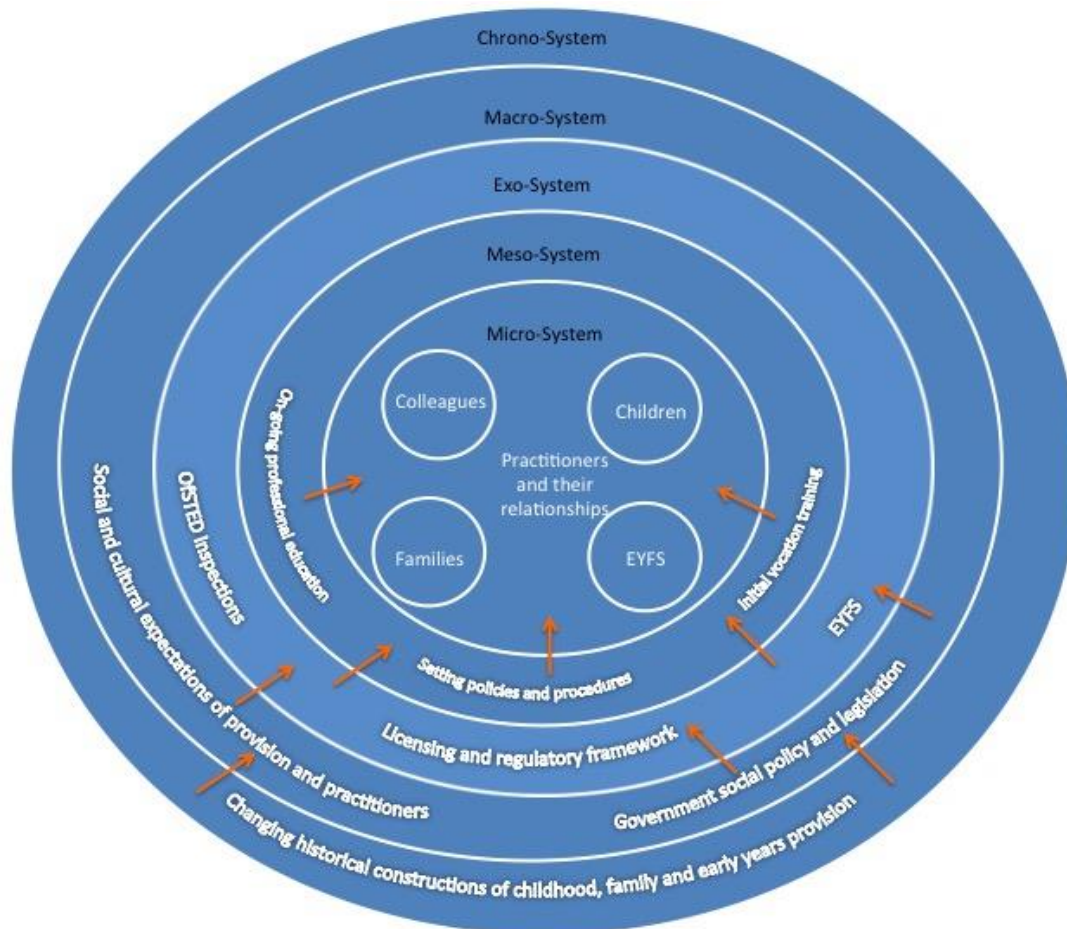 Chrono-System
Macro-System
Exo-System
Meso-System
Micro-System
Colleagues
Children
Practitioners
and their
relationships
Families
EYFS
On-going professional education
Initial vocation training
Setting policies and procedures
OfSTED Inspections
EYFS
Licensing and regulatory framework
Social and cultural expectations of provision and practitioners
Government social policy and legislation
Changing historical constructions of childhood, family and early years provision